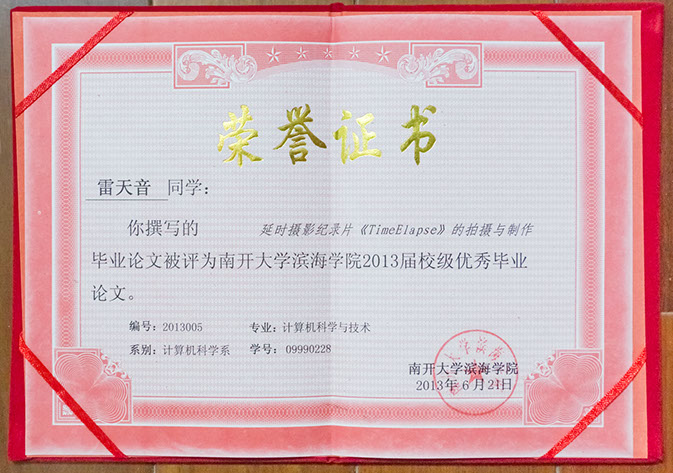 荣誉证书
雷天音 同学：
你撰写的 延时摄影纪录片《TimeElapse》的拍摄与制作
毕业论文被评为南开大学滨海学院2013届校级优秀毕业
论文。
编号：2013005 专业：计算机科学与技术
系别：计算机科学系 学号：09990228
南开大学滨海学院
2013年6月21日